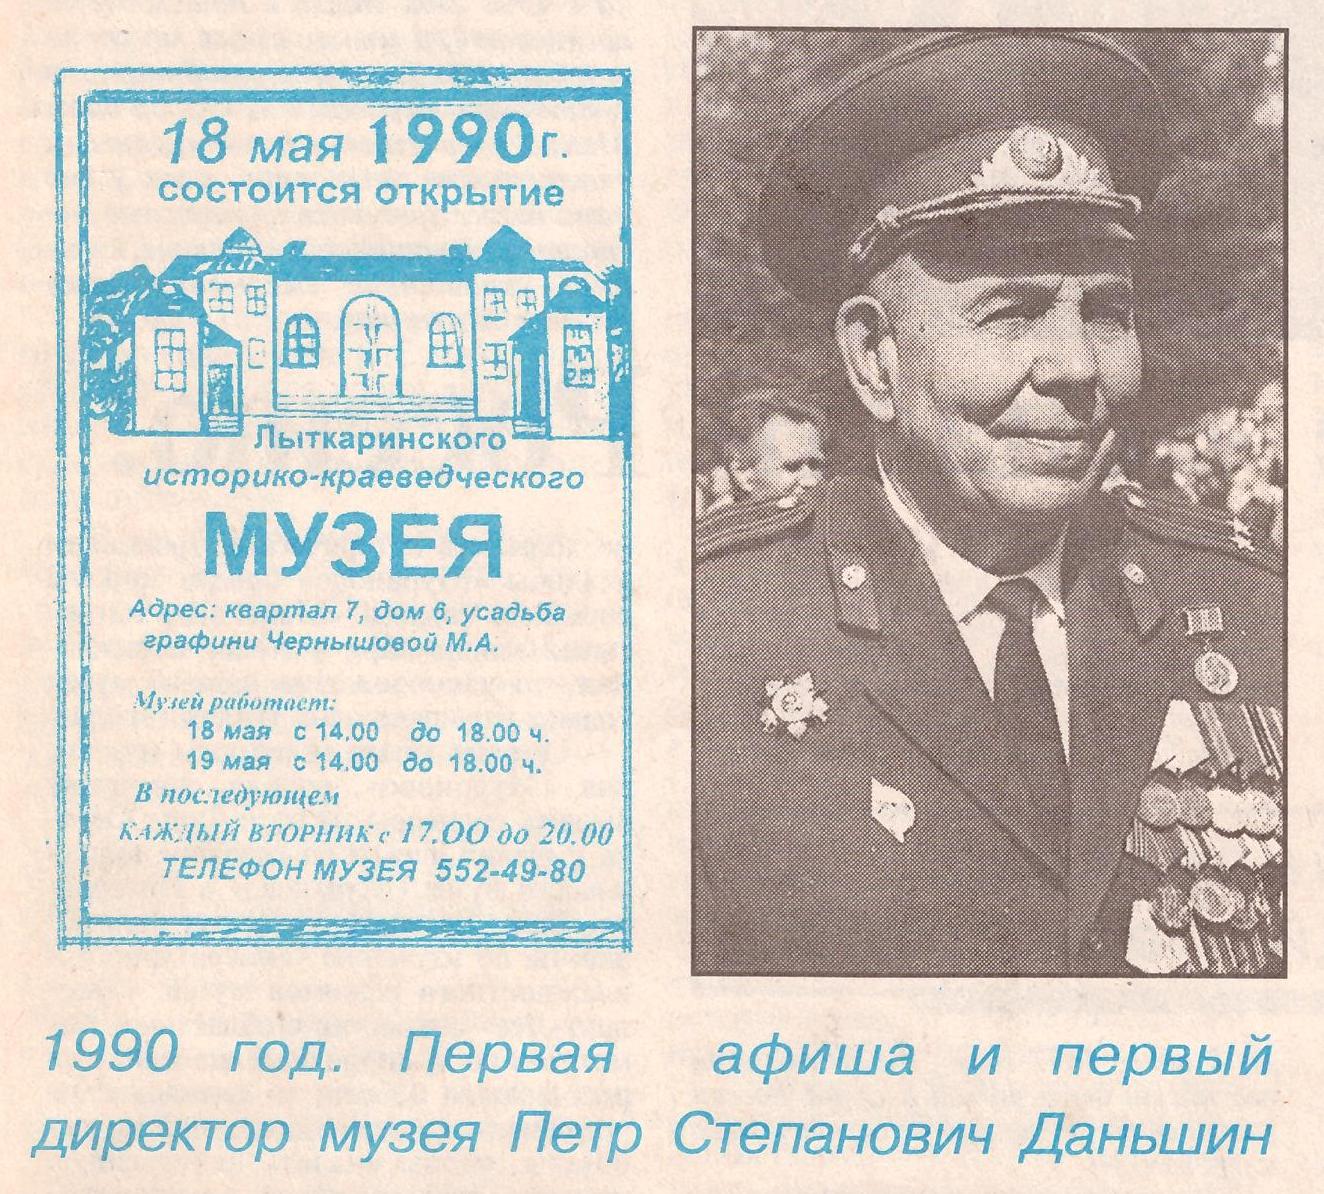 18 мая 1990г.
состоится открытие
Лыткаринского
историко-краеведческого
МУЗЕЯ
Адрес: квартал 7, дом 6, усадьба
графини Чернышовой М.А.
Музей работает:
18 мая с 14.00 до 18.00 ч.
19 мая с 14.00 до 18.00 ч.
В последующем
КАЖДЫЙ ВТОРНИК с 17.00 до 20.00
ТЕЛЕФОН МУЗЕЯ 552-49-80
1990 год. Первая афиша и первый
директор музея Петр Степанович Даньшин